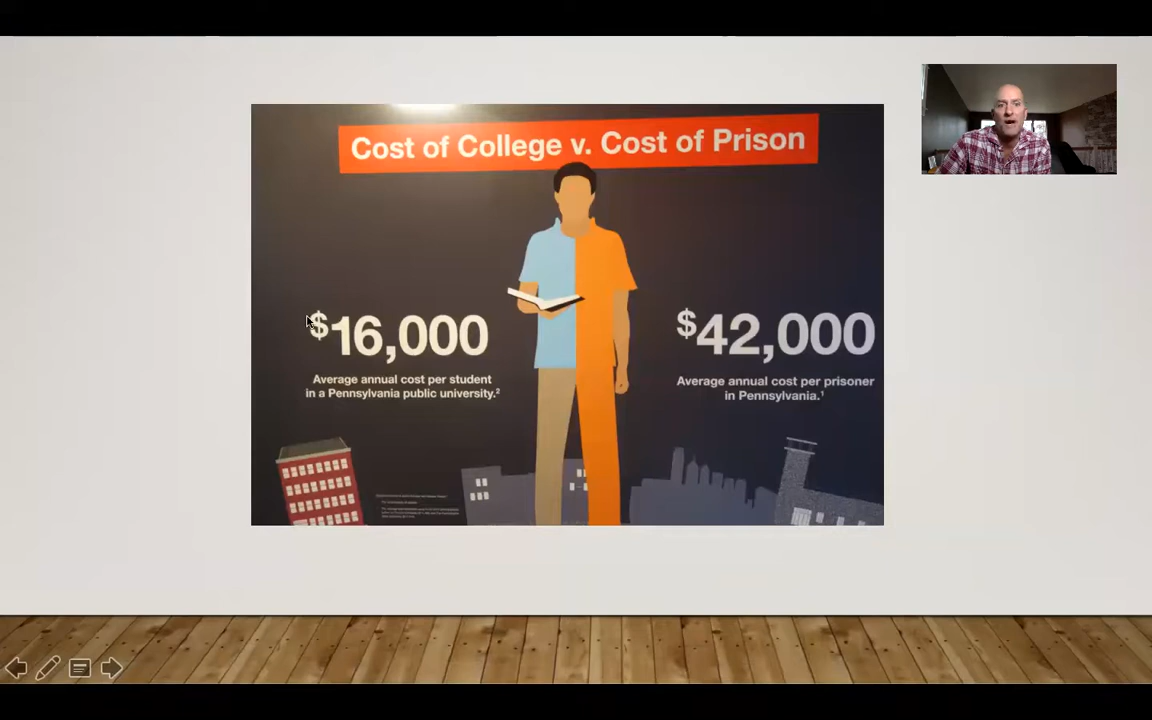 Cost of College v. Cost of Prison
$16,000
Average annual cost per student
in a Pennsylvania public university.²
$42,000
Average annual cost per prisoner
in Pennsylvania.¹